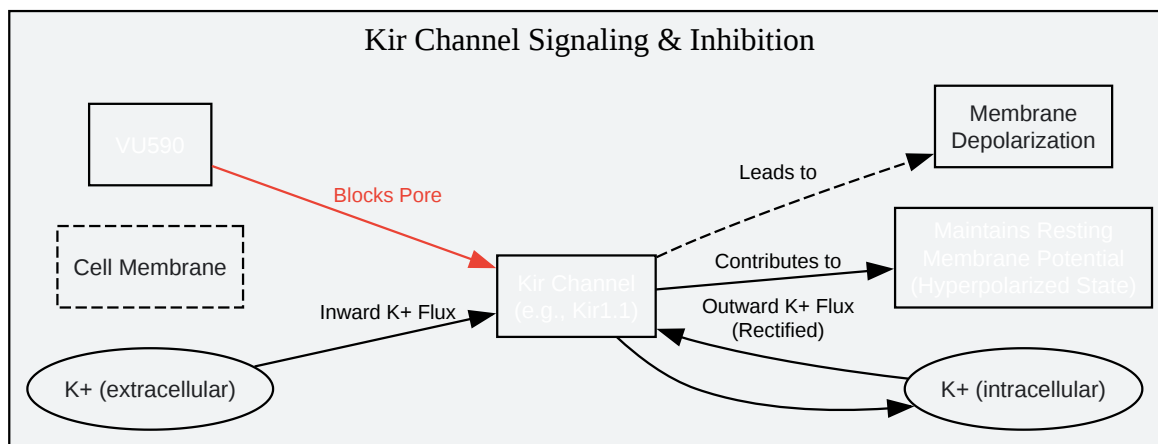 Kir Channel Signaling & Inhibition
VU590
Membrane
Depolarization
Leads to
Blocks Pore
Cell Membrane
Maintains Resting
Membrane Potential
(Hyperpolarized State)
Contributes to
Kir Channel
(e.g., Kir1.1)
Inward K+ Flux
Outward K+ Flux
(Rectified)
K+ (extracellular)
K+ (intracellular)